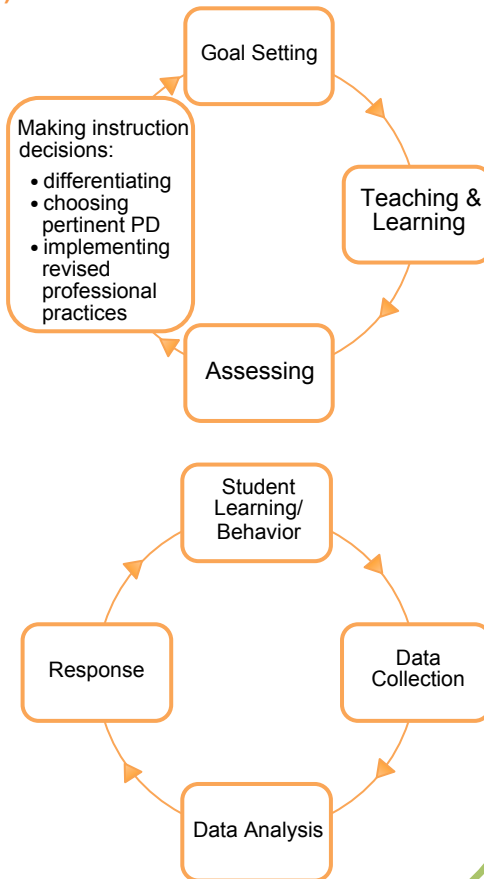 Goal Setting
Teaching &
Learning
Assessing
Making instruction
decisions:
• differentiating
• choosing
pertinent PD
• implementing
revised
professional
practices
Student
Learning/
Behavior
Data
Collection
Data Analysis
Response